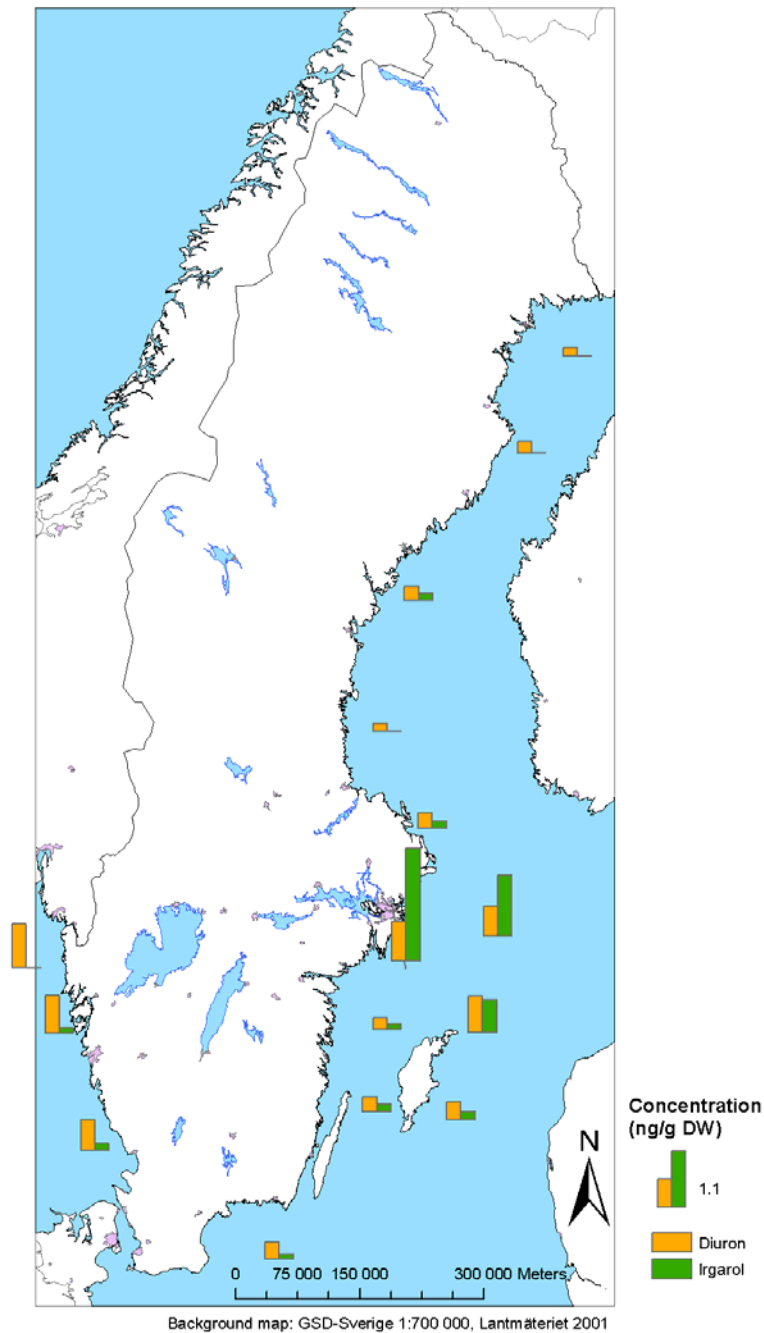 Concentration
(ng/g DW)
N
1.1
Diuron
Irgarol
0 75 000 150 000 300 000 Meters
Background map: GSD-Sverige 1:700 000, Lantmäteriet 2001